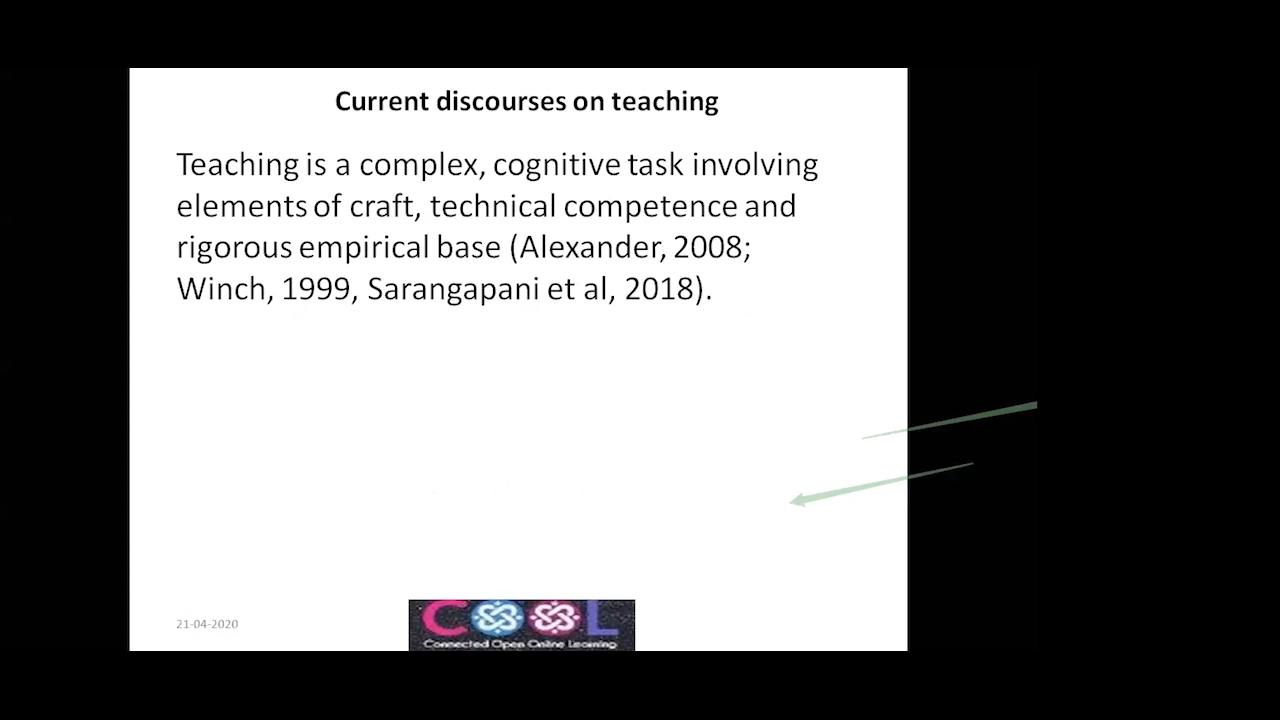 Current discourses on teaching
Teaching is a complex, cognitive task involving
elements of craft, technical competence and
rigorous empirical base (Alexander, 2008;
Winch, 1999, Sarangapani et al, 2018).
21-04-2020
COOL
Connected Open Online Learning